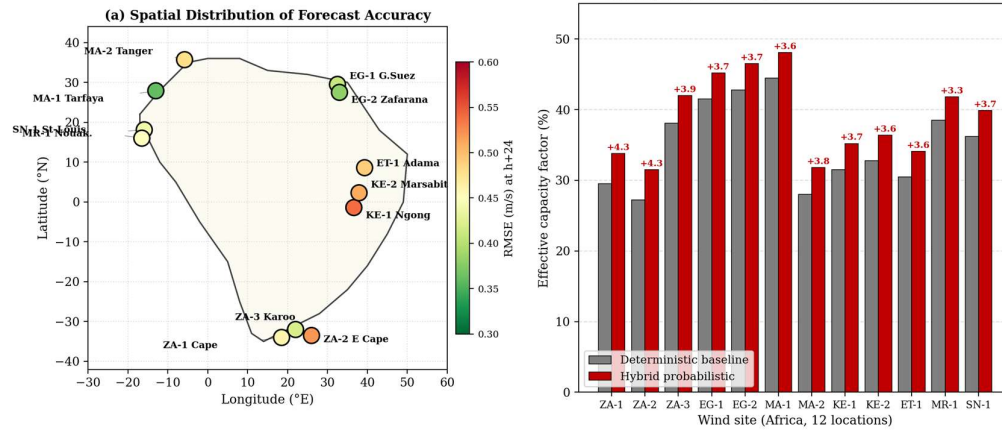 (a) Spatial Distribution of Forecast Accuracy
MA-2 Tanger
MA-1 Tarfaya
SN-1 St-Louis
MR-1 Nouak.
EG-1 G.Suez
EG-2 Zafarana
ET-1 Adama
KE-2 Marsabit
KE-1 Ngong
ZA-3 Karoo
ZA-1 Cape
ZA-2 E Cape
40
30
20
10
0
−10
−20
−30
−40
Latitude (°N)
−30 −20 −10 0 10 20 30 40 50 60
Longitude (°E)
0.60
0.55
0.50
0.45
0.40
0.35
0.30
RMSE (m/s) at h+24
50
40
30
20
10
0
Effective capacity factor (%)
+4.3 +4.3 +3.9 +3.7 +3.7 +3.6 +3.8 +3.7 +3.6 +3.6 +3.3 +3.7
Deterministic baseline
Hybrid probabilistic
ZA-1 ZA-2 ZA-3 EG-1 EG-2 MA-1 MA-2 KE-1 KE-2 ET-1 MR-1 SN-1
Wind site (Africa, 12 locations)